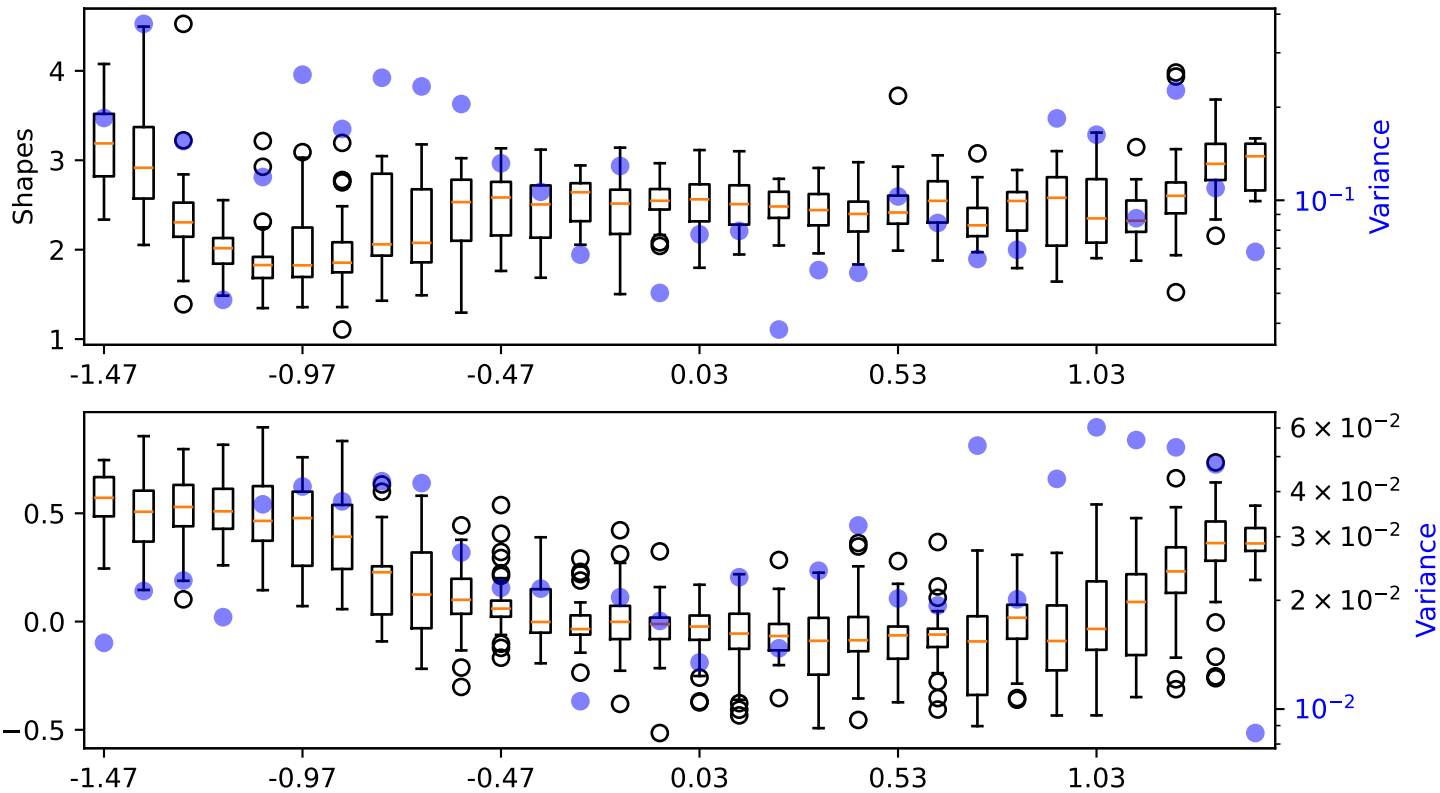 4
3
2
1
Shapes
10⁻¹
Variance
-1.47 -0.97 -0.47 0.03 0.53 1.03
0.5
0.0
−0.5
6 × 10⁻²
4 × 10⁻²
3 × 10⁻²
2 × 10⁻²
10⁻²
Variance
-1.47 -0.97 -0.47 0.03 0.53 1.03